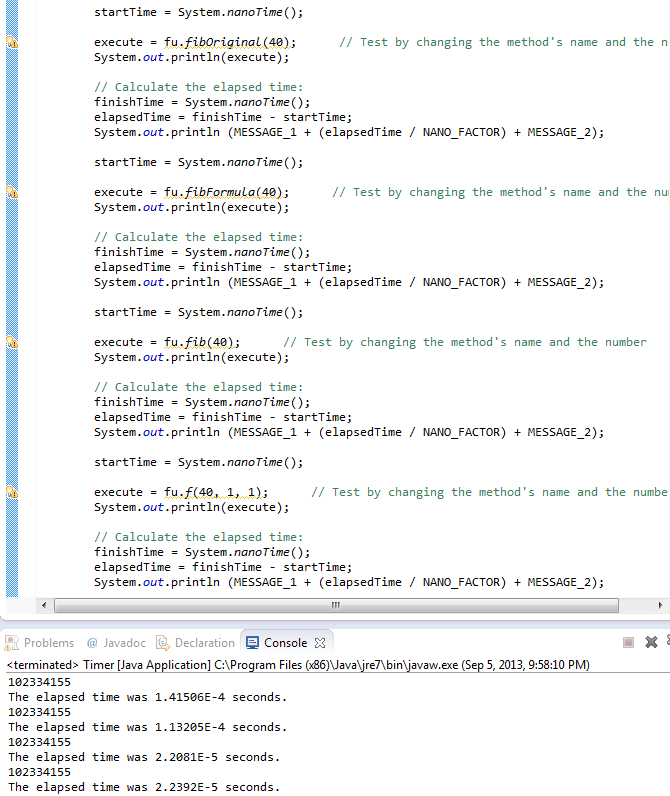 startTime = System.nanoTime();
execute = fu.fibOriginal(40);      // Test by changing the method's name and the n
System.out.println(execute);
// Calculate the elapsed time:
finishTime = System.nanoTime();
elapsedTime = finishTime - startTime;
System.out.println (MESSAGE_1 + (elapsedTime / NANO_FACTOR) + MESSAGE_2);
startTime = System.nanoTime();
execute = fu.fibFormula(40);      // Test by changing the method's name and the nu
System.out.println(execute);
// Calculate the elapsed time:
finishTime = System.nanoTime();
elapsedTime = finishTime - startTime;
System.out.println (MESSAGE_1 + (elapsedTime / NANO_FACTOR) + MESSAGE_2);
startTime = System.nanoTime();
execute = fu.fib(40);      // Test by changing the method's name and the number
System.out.println(execute);
// Calculate the elapsed time:
finishTime = System.nanoTime();
elapsedTime = finishTime - startTime;
System.out.println (MESSAGE_1 + (elapsedTime / NANO_FACTOR) + MESSAGE_2);
startTime = System.nanoTime();
execute = fu.f(40, 1, 1);      // Test by changing the method's name and the numbe
System.out.println(execute);
// Calculate the elapsed time:
finishTime = System.nanoTime();
elapsedTime = finishTime - startTime;
System.out.println (MESSAGE_1 + (elapsedTime / NANO_FACTOR) + MESSAGE_2);
Problems @ Javadoc Declaration Console
<terminated> Timer [Java Application] C:\Program Files (x86)\Java\jre7\bin\javaw.exe (Sep 5, 2013, 9:58:10 PM)
102334155
The elapsed time was 1.41506E-4 seconds.
102334155
The elapsed time was 1.13205E-4 seconds.
102334155
The elapsed time was 2.2081E-5 seconds.
102334155
The elapsed time was 2.2392E-5 seconds.